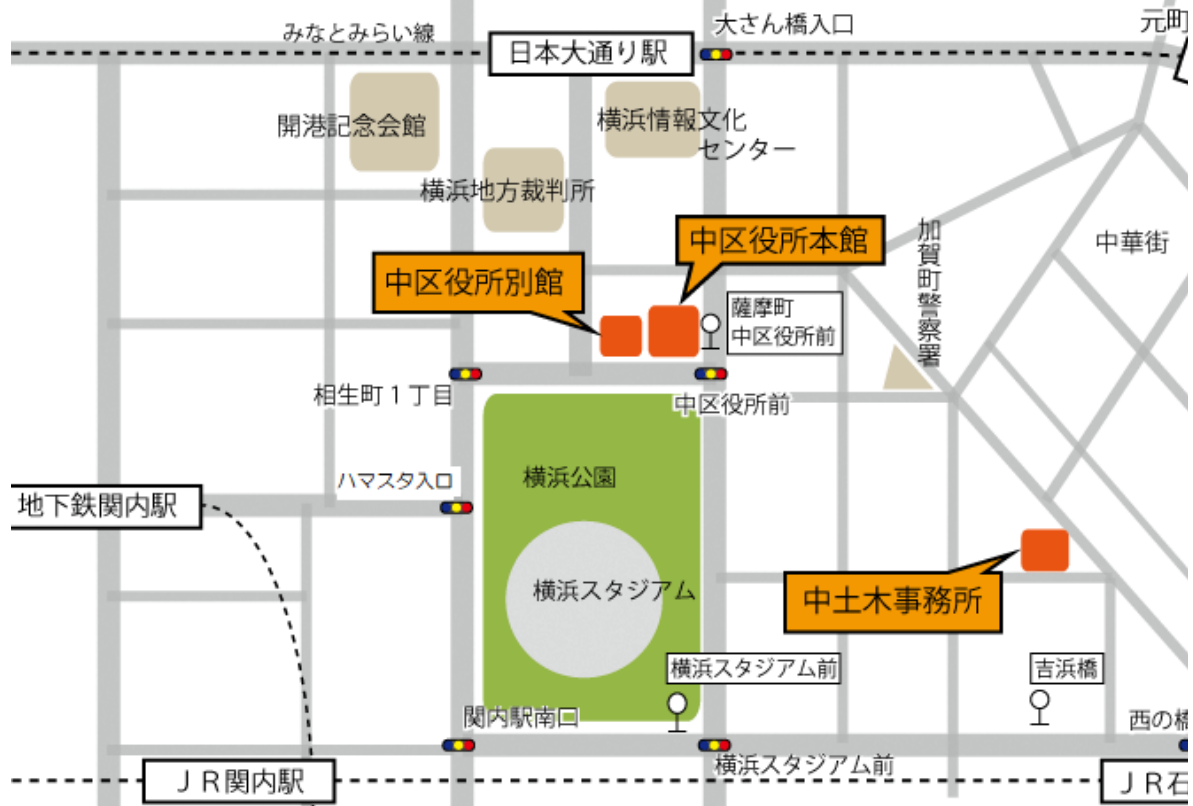 みなとみらい線
日本大通り駅
大さん橋入口
元町
開港記念会館
横浜情報文化
センター
横浜地方裁判所
中区役所本館
加賀町警察署
中華街
中区役所別館
薩摩町
中区役所前
相生町1丁目
中区役所前
ハマスタ入口
横浜公園
地下鉄関内駅
横浜スタジアム
中土木事務所
横浜スタジアム前
吉浜橋
関内駅南口
西の橋
横浜スタジアム前
JR関内駅
JR石